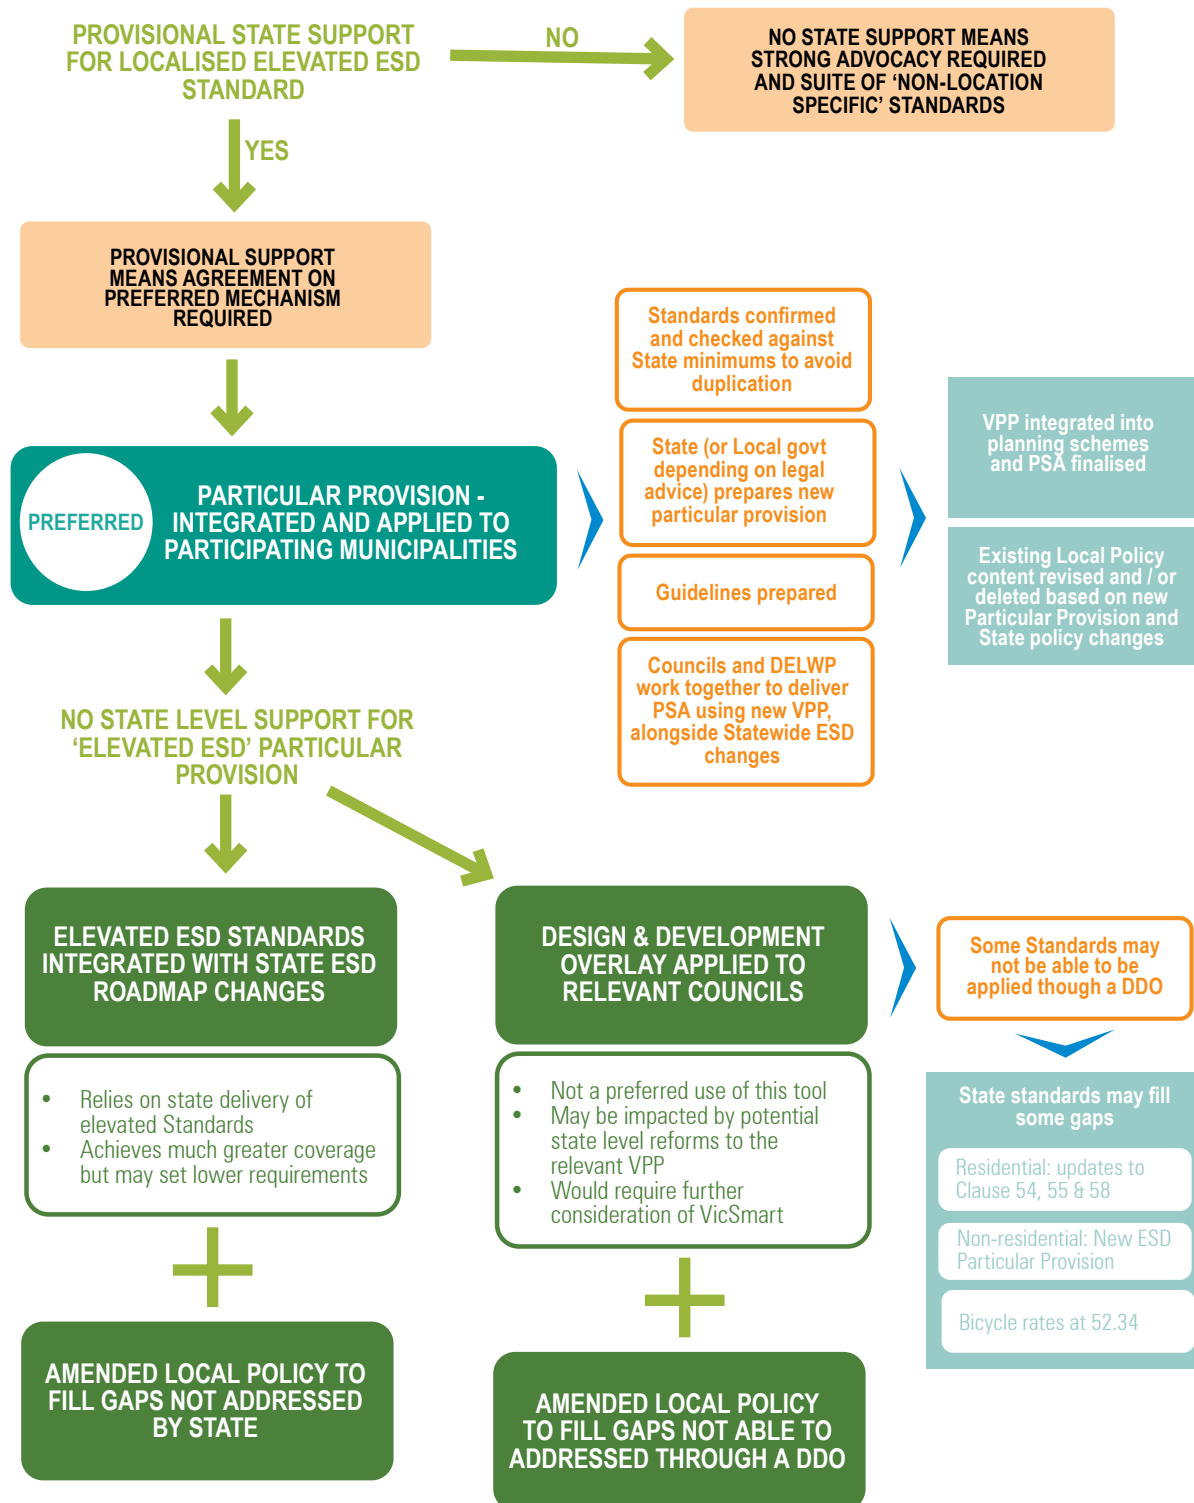 PROVISIONAL STATE SUPPORT
FOR LOCALISED ELEVATED ESD
STANDARD
NO
NO STATE SUPPORT MEANS
STRONG ADVOCACY REQUIRED
AND SUITE OF ‘NON-LOCATION
SPECIFIC’ STANDARDS
YES
PROVISIONAL SUPPORT
MEANS AGREEMENT ON
PREFERRED MECHANISM
REQUIRED
PREFERRED
PARTICULAR PROVISION -
INTEGRATED AND APPLIED TO
PARTICIPATING MUNICIPALITIES
Standards confirmed
and checked against
State minimums to avoid
duplication
State (or Local govt
depending on legal
advice) prepares new
particular provision
Guidelines prepared
Councils and DELWP
work together to deliver
PSA using new VPP,
alongside Statewide ESD
changes
VPP integrated into
planning schemes
and PSA finalised
Existing Local Policy
content revised and / or
deleted based on new
Particular Provision and
State policy changes
NO STATE LEVEL SUPPORT FOR
‘ELEVATED ESD’ PARTICULAR
PROVISION
ELEVATED ESD STANDARDS
INTEGRATED WITH STATE ESD
ROADMAP CHANGES
• Relies on state delivery of
elevated Standards
• Achieves much greater coverage
but may set lower requirements
AMENDED LOCAL POLICY TO
FILL GAPS NOT ADDRESSED
BY STATE
DESIGN & DEVELOPMENT
OVERLAY APPLIED TO
RELEVANT COUNCILS
• Not a preferred use of this tool
• May be impacted by potential
state level reforms to the
relevant VPP
• Would require further
consideration of VicSmart
AMENDED LOCAL POLICY
TO FILL GAPS NOT ABLE TO
ADDRESSED THROUGH A DDO
Some Standards may
not be able to be
applied though a DDO
State standards may fill
some gaps
Residential: updates to
Clause 54, 55 & 58
Non-residential: New ESD
Particular Provision
Bicycle rates at 52.34